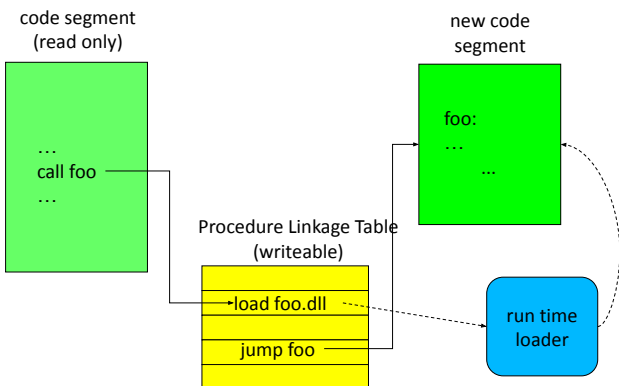 code segment
(read only)
new code
segment
…
call foo
…
foo:
…
...
Procedure Linkage Table
(writeable)
load foo.dll
jump foo
run time
loader